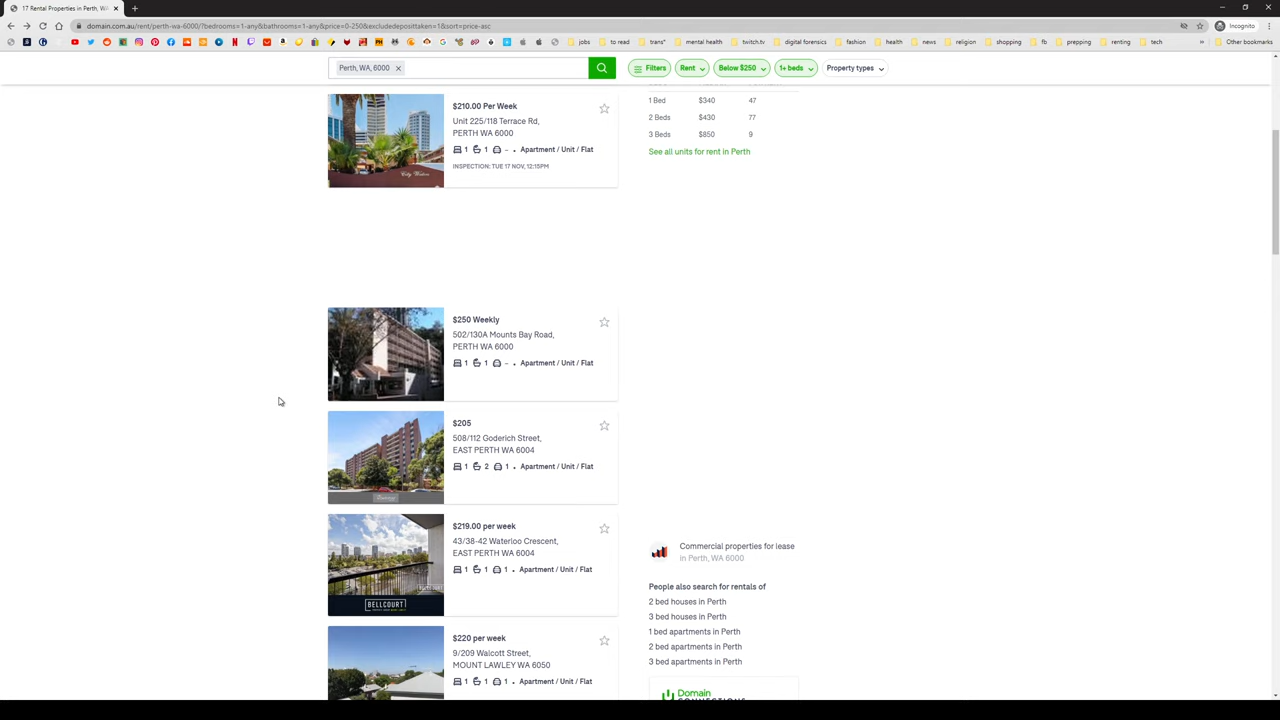 17 Rental Properties in Perth, WA
domain.com.au/rent/perth-wa-6000/?bedrooms=1-any&bathrooms=1-any&price=0-250&excludedeposittaken=1&sort=price-asc
Incognito
jobs
to read
trans*
mental health
twitch.tv
digital forensics
fashion
health
news
religion
shopping
fb
prepping
renting
tech
Other bookmarks
Perth, WA, 6000
Filters
Rent
Below $250
1+ beds
Property types
$210.00 Per Week
Unit 225/118 Terrace Rd,
PERTH WA 6000
1 1 - Apartment / Unit / Flat
INSPECTION: TUE 17 NOV, 12:15PM
City Waters
1 Bed $340 47
2 Beds $430 77
3 Beds $850 9
See all units for rent in Perth
$250 Weekly
502/130A Mounts Bay Road,
PERTH WA 6000
1 1 - Apartment / Unit / Flat
$205
508/112 Goderich Street,
EAST PERTH WA 6004
1 2 1 Apartment / Unit / Flat
$219.00 per week
43/38-42 Waterloo Crescent,
EAST PERTH WA 6004
1 1 1 Apartment / Unit / Flat
BELLCOURT
$220 per week
9/209 Walcott Street,
MOUNT LAWLEY WA 6050
1 1 1 Apartment / Unit / Flat
Commercial properties for lease
in Perth, WA 6000
People also search for rentals of
2 bed houses in Perth
3 bed houses in Perth
1 bed apartments in Perth
2 bed apartments in Perth
3 bed apartments in Perth
Domain